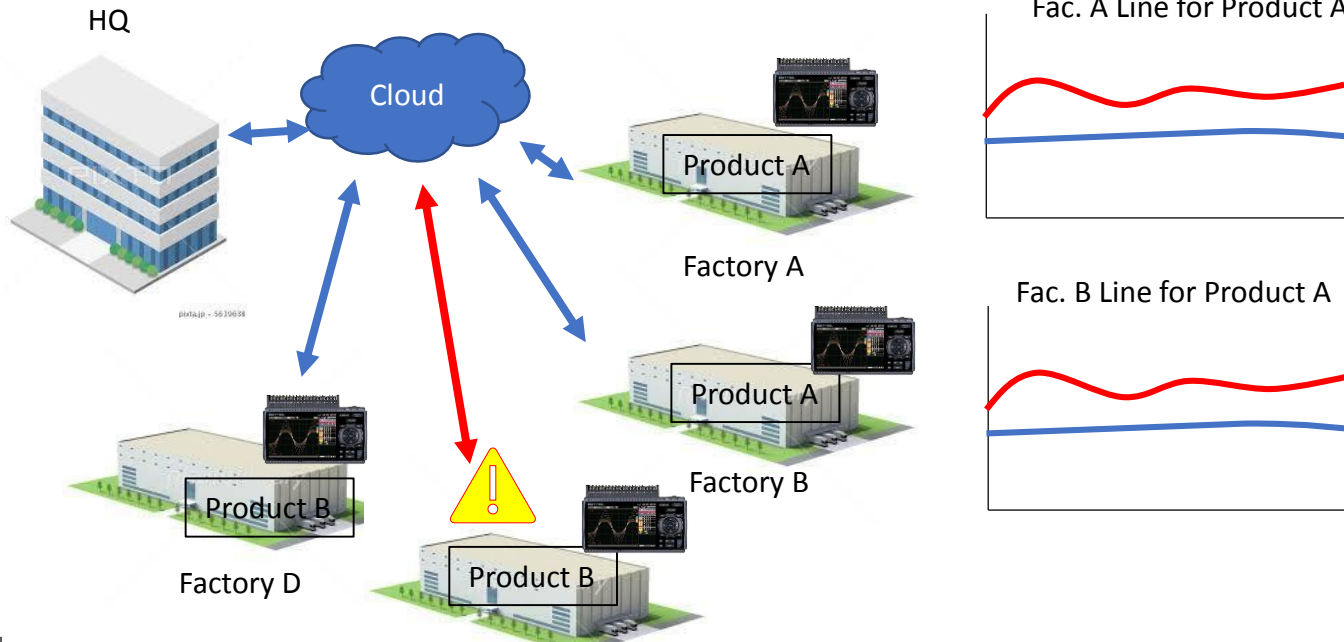 HQ
Cloud
Fac. A Line for Product A
Product A
Factory A
pixta.jp - 5639638
Fac. B Line for Product A
Product A
Factory B
Product B
Factory D
!
Product B